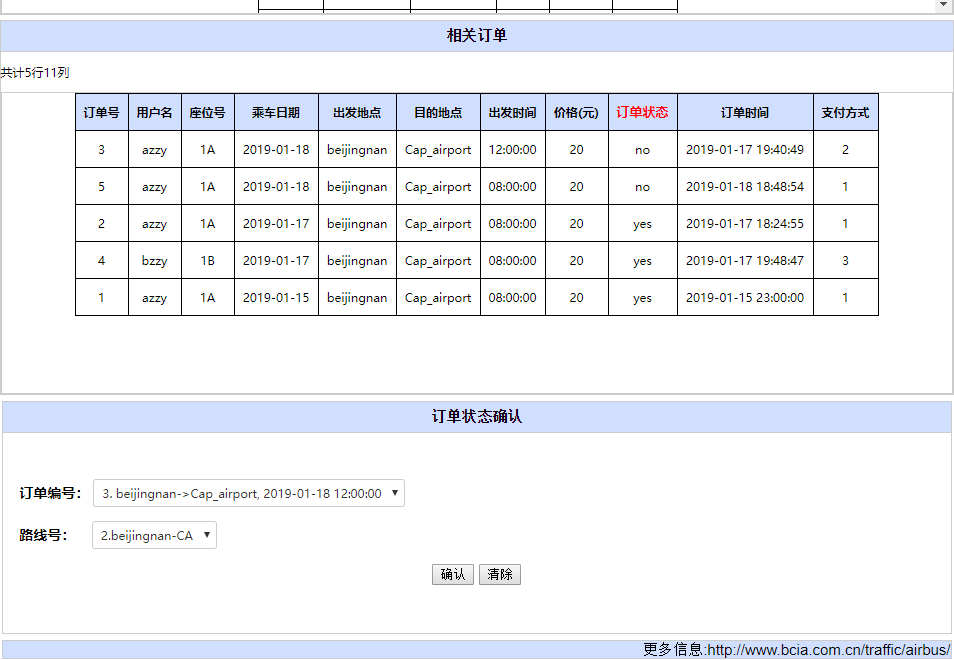 相关订单
共计5行11列
订单号 用户名 座位号 乘车日期 出发地点 目的地点 出发时间 价格(元) 订单状态 订单时间 支付方式
3 azzy 1A 2019-01-18 beijingnan Cap_airport 12:00:00 20 no 2019-01-17 19:40:49 2
5 azzy 1A 2019-01-18 beijingnan Cap_airport 08:00:00 20 no 2019-01-18 18:48:54 1
2 azzy 1A 2019-01-17 beijingnan Cap_airport 08:00:00 20 yes 2019-01-17 18:24:55 1
4 bzzy 1B 2019-01-17 beijingnan Cap_airport 08:00:00 20 yes 2019-01-17 19:48:47 3
1 azzy 1A 2019-01-15 beijingnan Cap_airport 08:00:00 20 yes 2019-01-15 23:00:00 1
订单状态确认
订单编号： 3. beijingnan->Cap_airport, 2019-01-18 12:00:00
路线号： 2.beijingnan-CA
确认 清除
更多信息:http://www.bcia.com.cn/traffic/airbus/